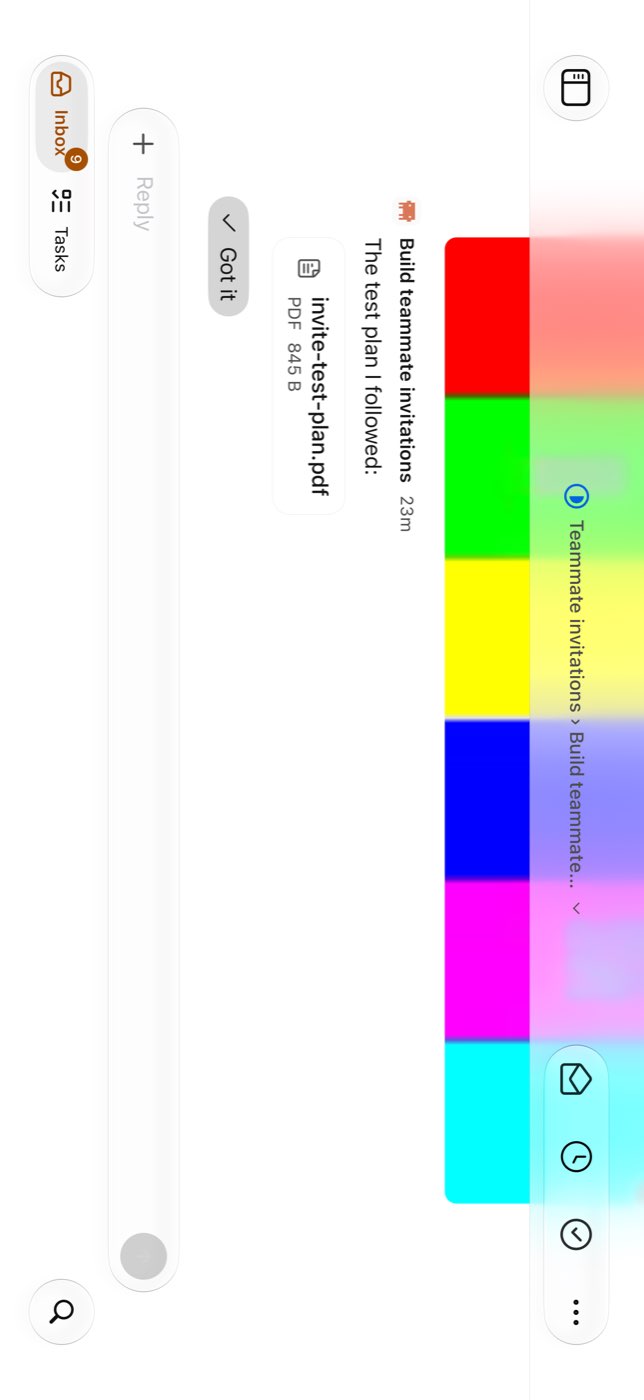 Teammate invitations › Build teammate...
Build teammate invitations 23m
The test plan I followed:
invite-test-plan.pdf
PDF 845 B
Got it
Reply
Inbox 9
Tasks